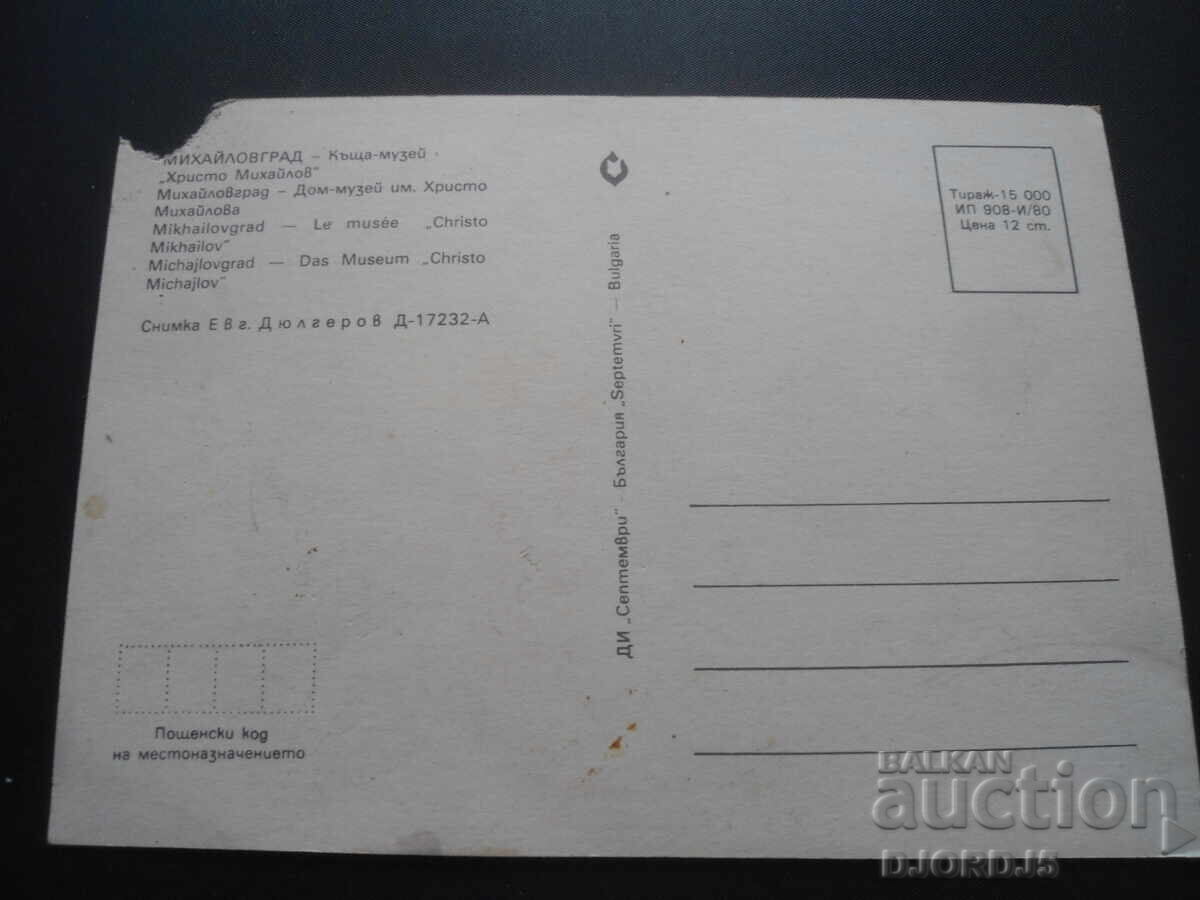 МИХАЙЛОВГРАД – Къща-музей
„Христо Михайлов"
Михайловград – Дом-музей им. Христо
Михайлова
Mikhailovgrad — Le musée „Christo
Mikhaïlov"
Michajlovgrad — Das Museum „Christo
Michajlov"
Снимка Евг. Дюлгеров Д-17232-А
Пощенски код
на местоназначението
ДИ „Септември" – България „Septemvri" — Bulgaria
Тираж-15 000
ИП 908-И/80
Цена 12 ст.
BALKAN
auction
DJORDJ5